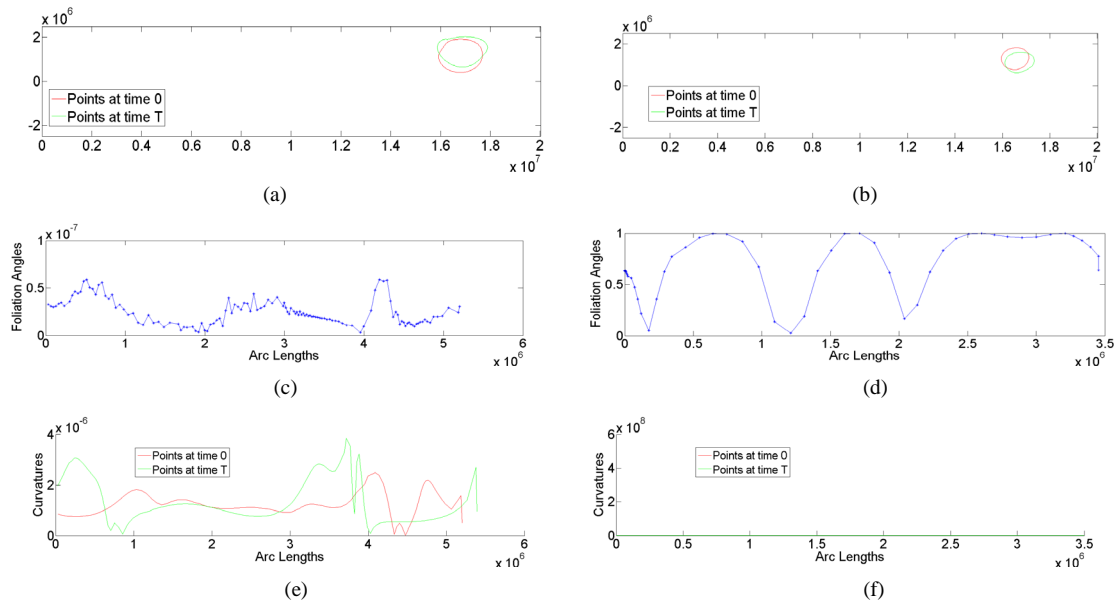 x 10^6
2
0
-2
Points at time 0
Points at time T
0 0.2 0.4 0.6 0.8 1 1.2 1.4 1.6 1.8 2
x 10^7
(a)
x 10^6
2
0
-2
Points at time 0
Points at time T
0 0.2 0.4 0.6 0.8 1 1.2 1.4 1.6 1.8 2
x 10^7
(b)
x 10^-7
1
0.5
0
Foliation Angles
0 1 2 3 4 5 6
Arc Lengths
x 10^6
(c)
1
0.5
0
Foliation Angles
0 0.5 1 1.5 2 2.5 3 3.5
Arc Lengths
x 10^6
(d)
x 10^-6
4
2
0
Curvatures
Points at time 0
Points at time T
0 1 2 3 4 5 6
Arc Lengths
x 10^6
(e)
x 10^8
6
4
2
0
Curvatures
Points at time 0
Points at time T
0 0.5 1 1.5 2 2.5 3 3.5
Arc Lengths
x 10^6
(f)